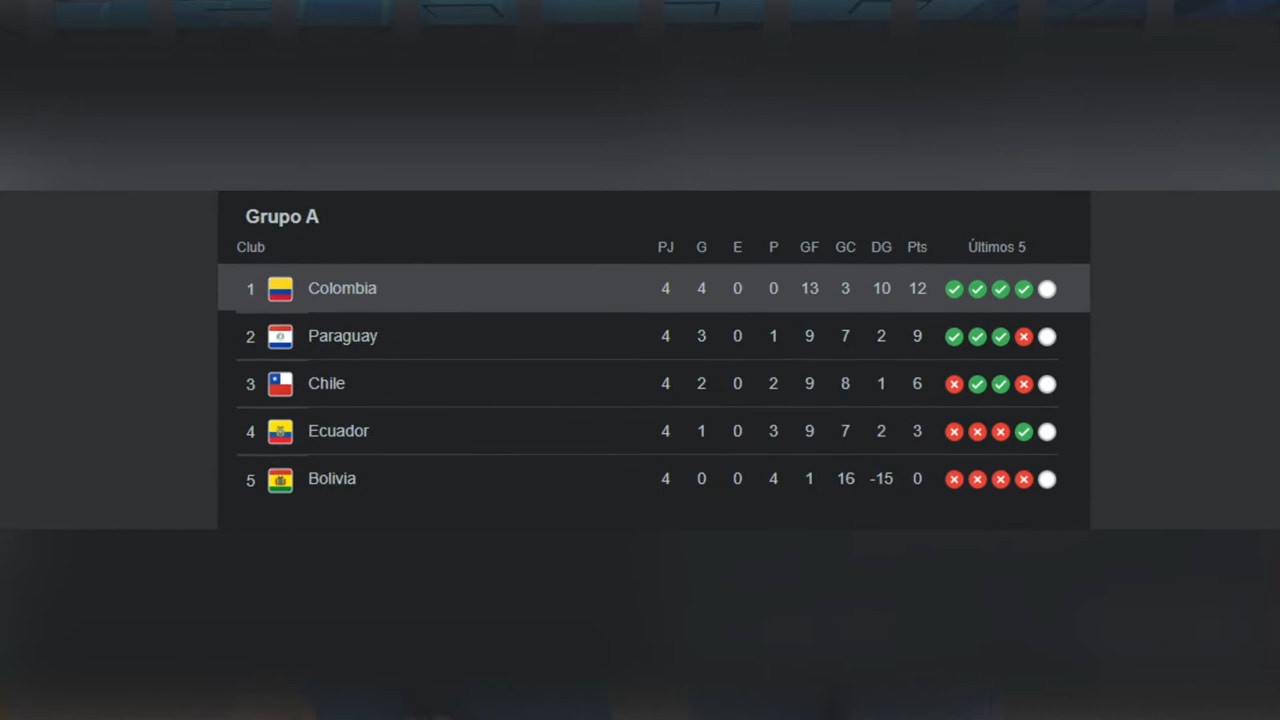 Grupo A
Club PJ G E P GF GC DG Pts Últimos 5
1 Colombia 4 4 0 0 13 3 10 12
2 Paraguay 4 3 0 1 9 7 2 9
3 Chile 4 2 0 2 9 8 1 6
4 Ecuador 4 1 0 3 9 7 2 3
5 Bolivia 4 0 0 4 1 16 -15 0